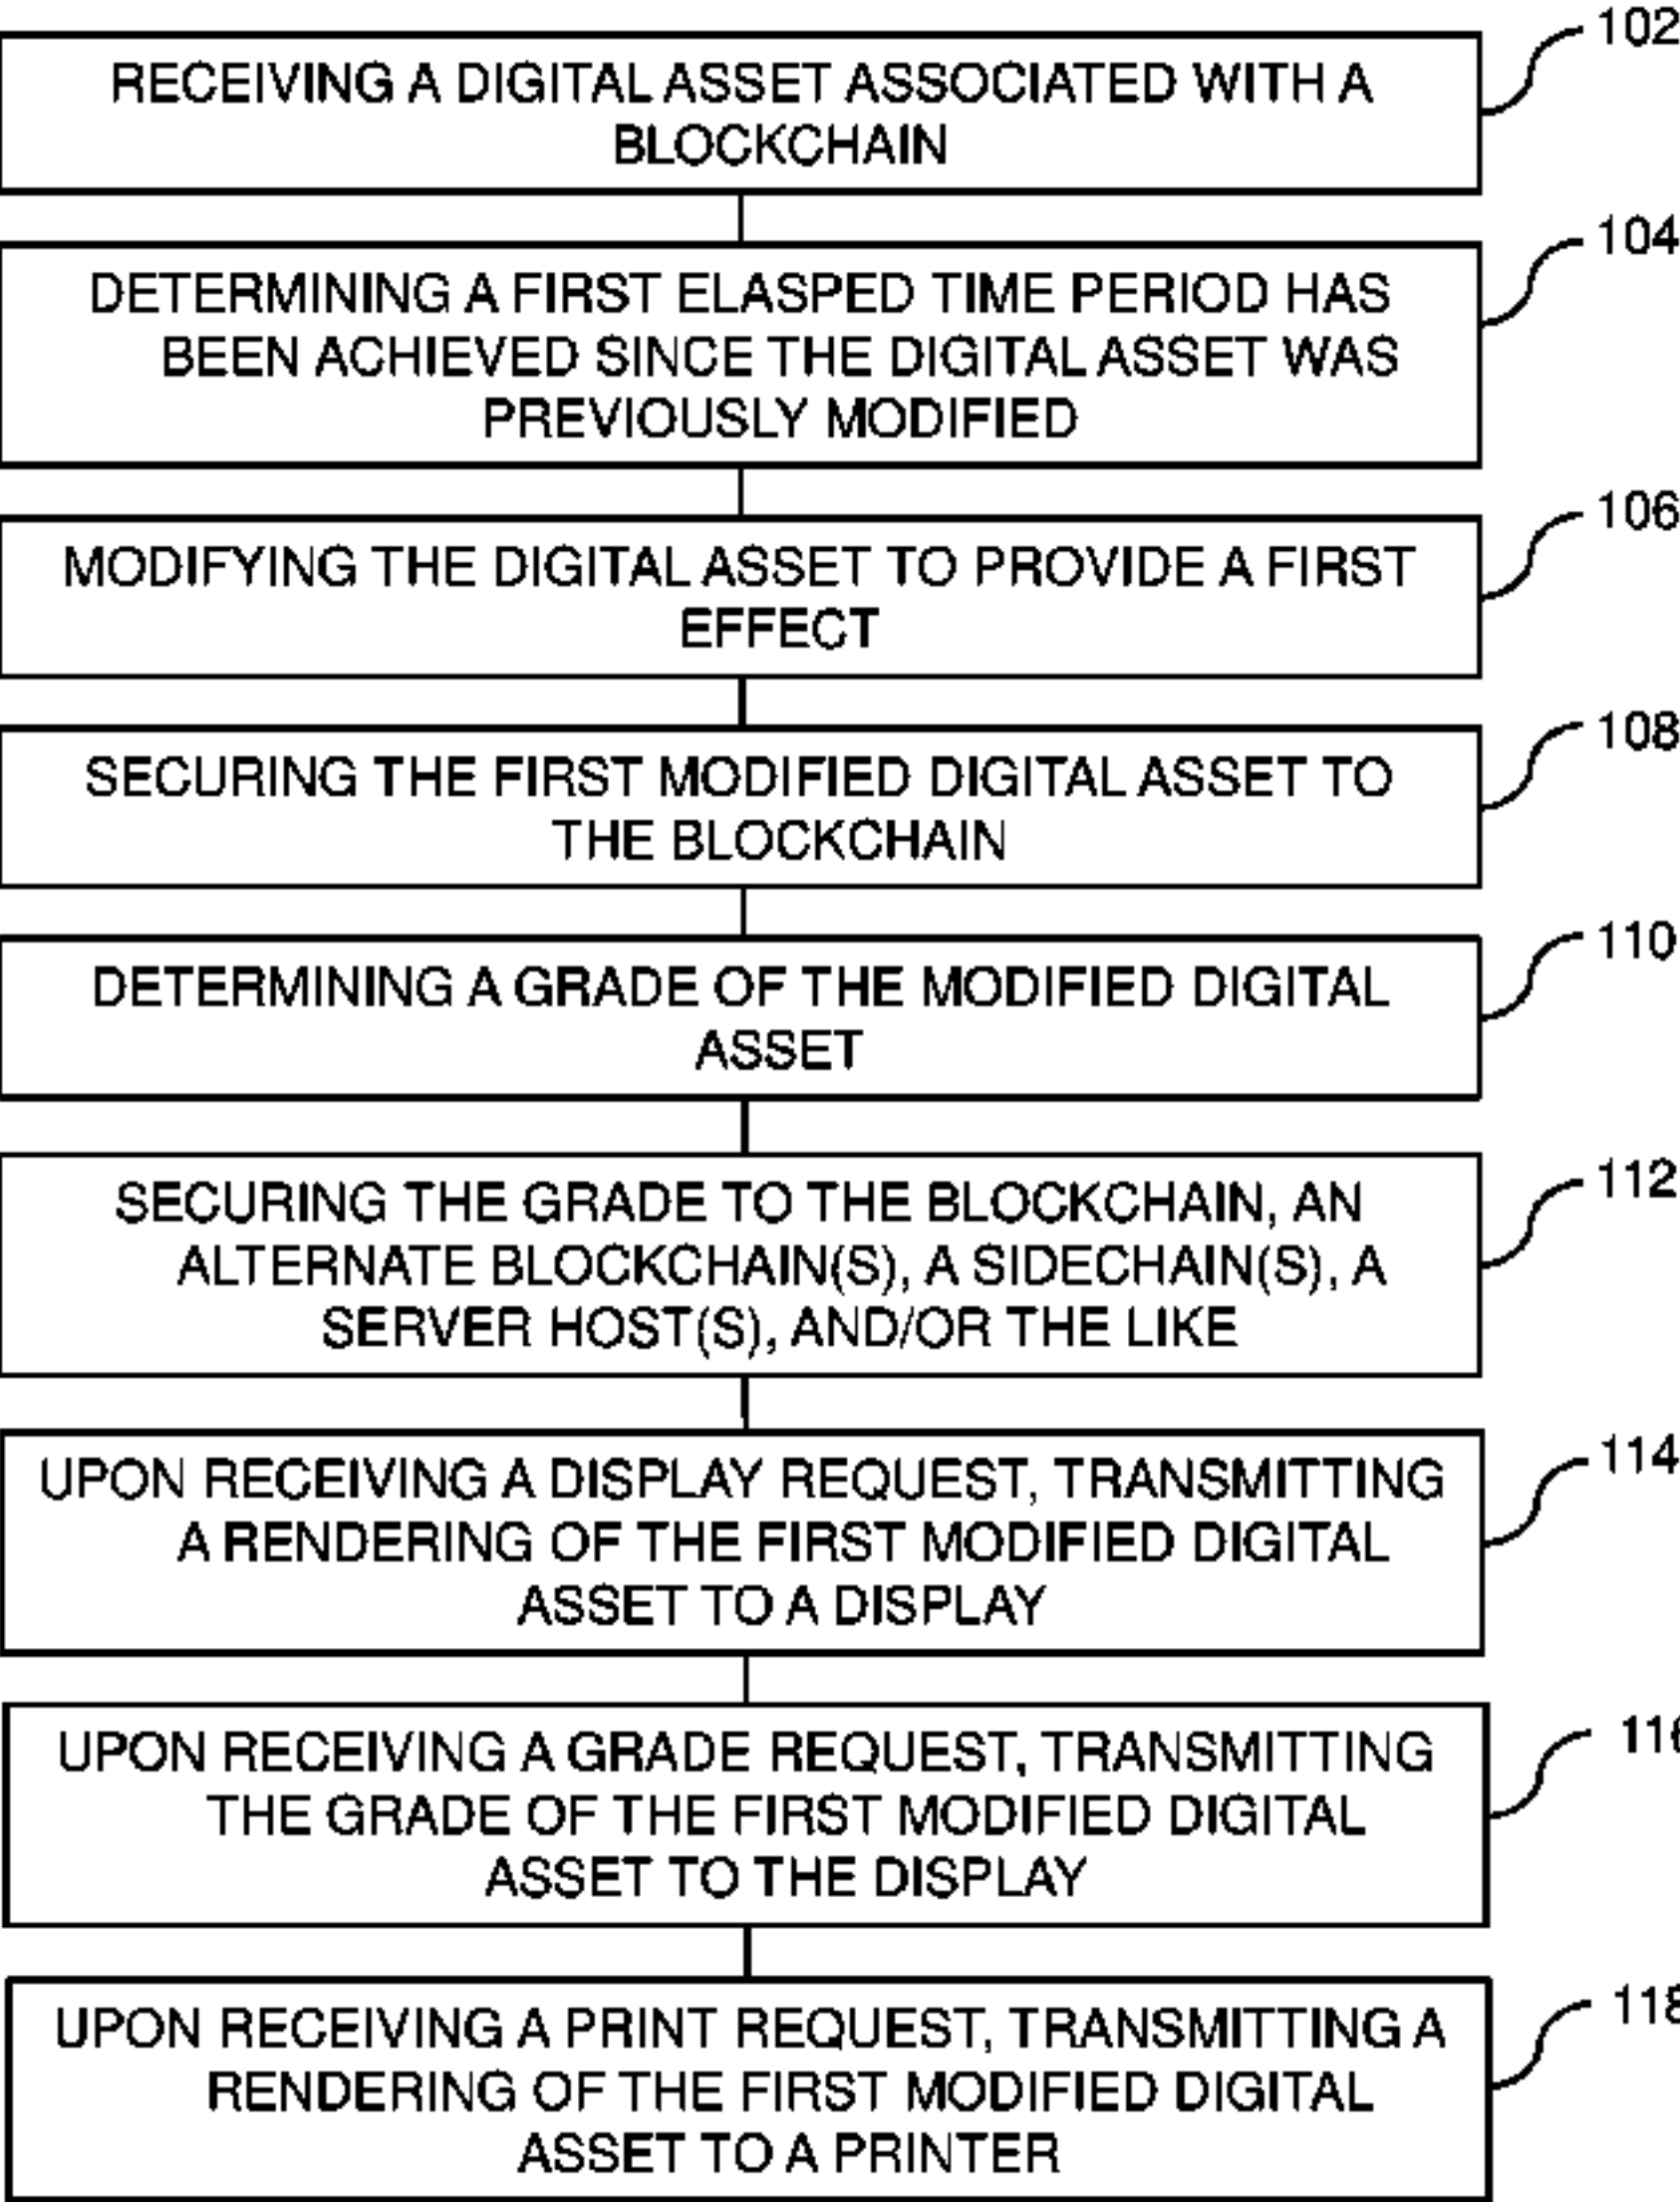 102
RECEIVING A DIGITAL ASSET ASSOCIATED WITH A
BLOCKCHAIN
104
DETERMINING A FIRST ELASPED TIME PERIOD HAS
BEEN ACHIEVED SINCE THE DIGITAL ASSET WAS
PREVIOUSLY MODIFIED
106
MODIFYING THE DIGITAL ASSET TO PROVIDE A FIRST
EFFECT
108
SECURING THE FIRST MODIFIED DIGITAL ASSET TO
THE BLOCKCHAIN
110
DETERMINING A GRADE OF THE MODIFIED DIGITAL
ASSET
112
SECURING THE GRADE TO THE BLOCKCHAIN, AN
ALTERNATE BLOCKCHAIN(S), A SIDECHAIN(S), A
SERVER HOST(S), AND/OR THE LIKE
114
UPON RECEIVING A DISPLAY REQUEST, TRANSMITTING
A RENDERING OF THE FIRST MODIFIED DIGITAL
ASSET TO A DISPLAY
116
UPON RECEIVING A GRADE REQUEST, TRANSMITTING
THE GRADE OF THE FIRST MODIFIED DIGITAL
ASSET TO THE DISPLAY
118
UPON RECEIVING A PRINT REQUEST, TRANSMITTING A
RENDERING OF THE FIRST MODIFIED DIGITAL
ASSET TO A PRINTER